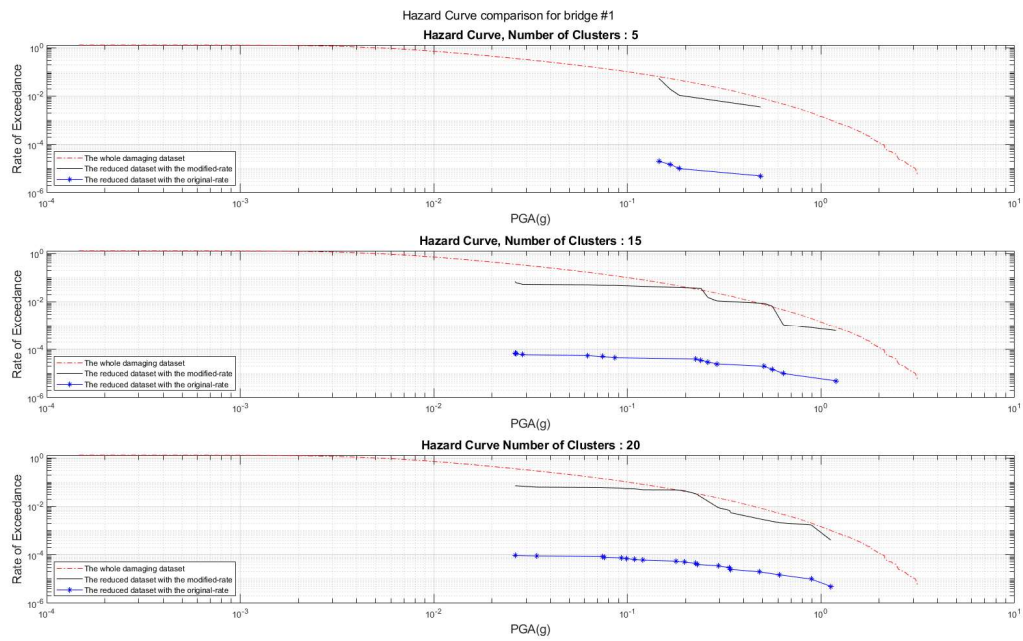 Hazard Curve comparison for bridge #1
Hazard Curve, Number of Clusters : 5
Rate of Exceedance
10^0
10^-2
10^-4
10^-6
The whole damaging dataset
The reduced dataset with the modified-rate
The reduced dataset with the original-rate
10^-4 10^-3 10^-2 10^-1 10^0 10^1
PGA(g)
Hazard Curve, Number of Clusters : 15
Rate of Exceedance
10^0
10^-2
10^-4
10^-6
The whole damaging dataset
The reduced dataset with the modified-rate
The reduced dataset with the original-rate
10^-4 10^-3 10^-2 10^-1 10^0 10^1
PGA(g)
Hazard Curve Number of Clusters : 20
Rate of Exceedance
10^0
10^-2
10^-4
10^-6
The whole damaging dataset
The reduced dataset with the modified-rate
The reduced dataset with the original-rate
10^-4 10^-3 10^-2 10^-1 10^0 10^1
PGA(g)